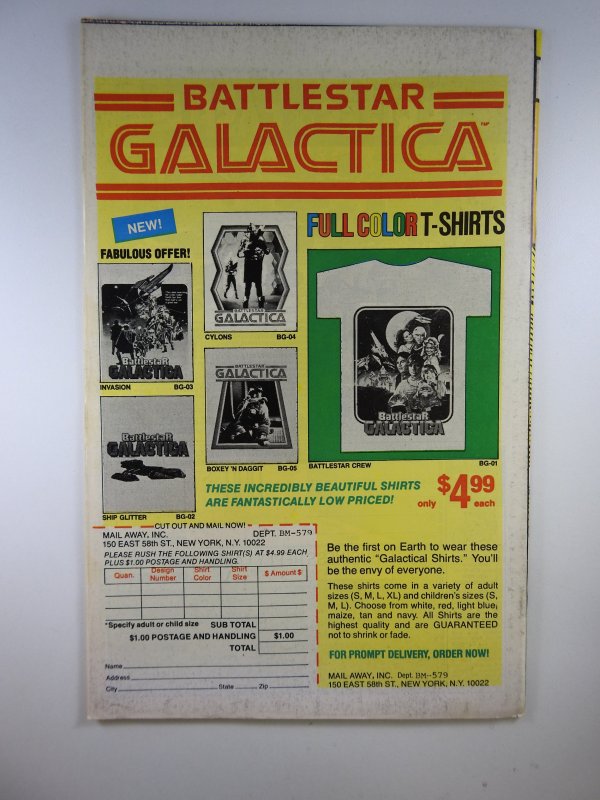 BATTLESTAR
GALACTICA™
NEW!
FABULOUS OFFER!
FULL COLOR T-SHIRTS
BATTLESTAR
GALACTICA
CYLONS BG-04
Battlestar
GALACTICA
INVASION BG-03
BATTLESTAR
GALACTICA
BOXEY 'N DAGGIT BG-05
Battlestar
GALACTICA
SHIP GLITTER BG-02
Battlestar
GALACTICA
BATTLESTAR CREW BG-01
THESE INCREDIBLY BEAUTIFUL SHIRTS
ARE FANTASTICALLY LOW PRICED!
only $4.99 each
CUT OUT AND MAIL NOW!
MAIL AWAY, INC. DEPT. BM-579
150 EAST 58th ST., NEW YORK, N.Y. 10022
PLEASE RUSH THE FOLLOWING SHIRT(S) AT $4.99 EACH
PLUS $1.00 POSTAGE AND HANDLING.
Quan. Design Number Shirt Color Shirt Size $ Amount $
*Specify adult or child size SUB TOTAL
$1.00 POSTAGE AND HANDLING $1.00
TOTAL
Name
Address
City State Zip
Be the first on Earth to wear these
authentic "Galactical Shirts." You'll
be the envy of everyone.
These shirts come in a variety of adult
sizes (S, M, L, XL) and children's sizes (S,
M, L). Choose from white, red, light blue,
maize, tan and navy. All Shirts are the
highest quality and are GUARANTEED
not to shrink or fade.
FOR PROMPT DELIVERY, ORDER NOW!
MAIL AWAY, INC. Dept. BM-579
150 EAST 58th ST., NEW YORK, N.Y. 10022